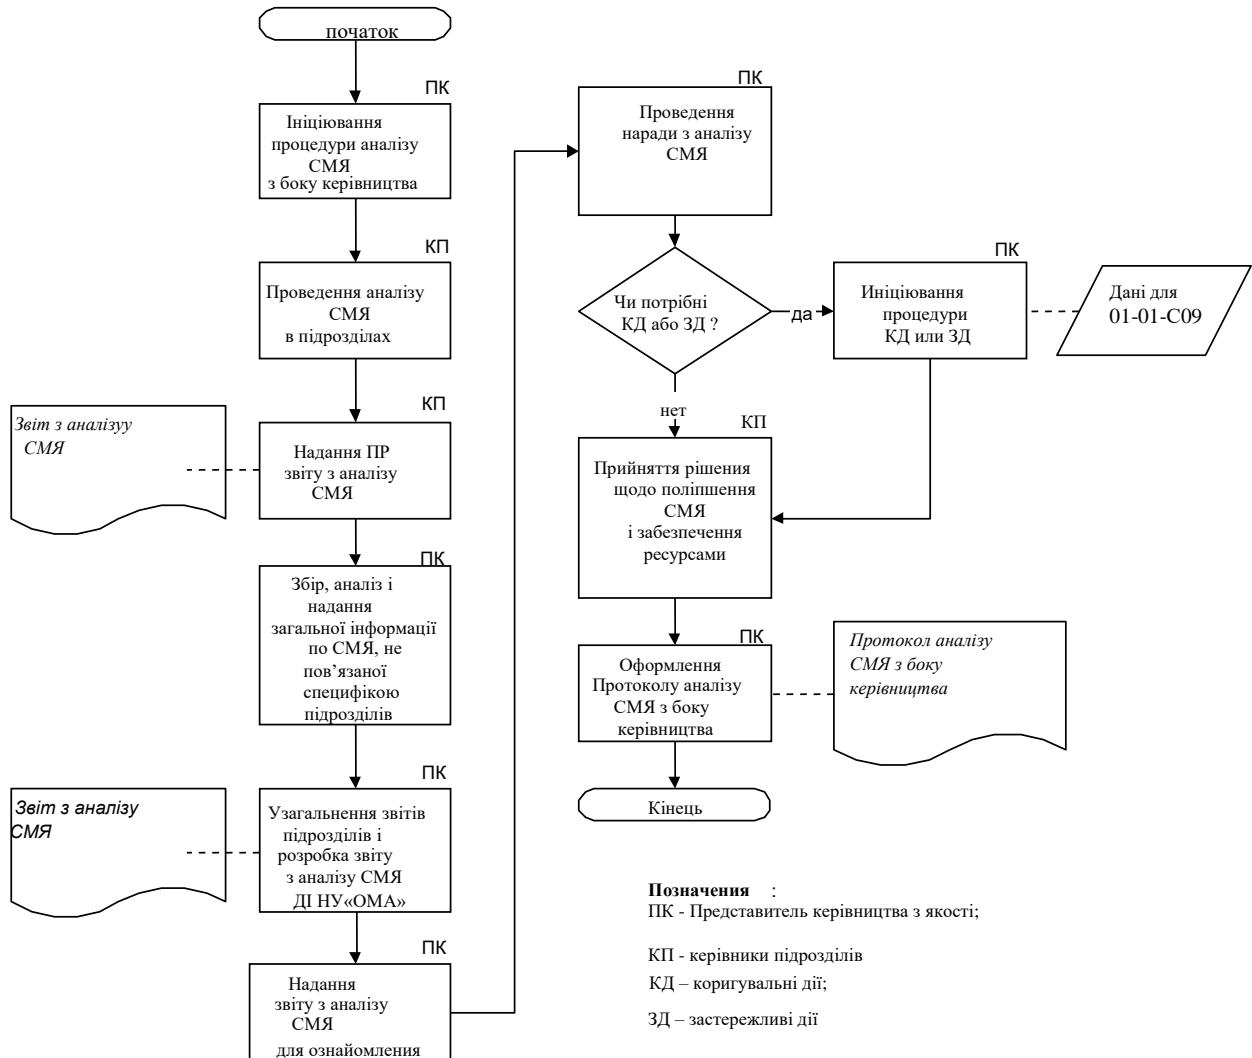 початок
ПК
Ініціювання
процедури аналізу
СМЯ
з боку керівництва
КП
Проведення аналізу
СМЯ
в підрозділах
КП
Звіт з аналізуу
СМЯ
Надання ПР
звіту з аналізу
СМЯ
ПК
Збір, аналіз і
надання
загальної інформації
по СМЯ, не
пов’язаної
специфікою
підрозділів
ПК
Звіт з аналізу
СМЯ
Узагальнення звітів
підрозділів і
розробка звіту
з аналізу СМЯ
ДІ НУ«ОМА»
ПК
Надання
звіту з аналізу
СМЯ
для ознайомления
ПК
Проведення
наради з аналізу
СМЯ
Чи потрібні
КД або ЗД ?
да
ПК
Иніціювання
процедури
КД или ЗД
Дані для
01-01-С09
нет
КП
Прийняття рішення
щодо поліпшення
СМЯ
і забезпечення
ресурсами
ПК
Оформлення
Протоколу аналізу
СМЯ з боку
керівництва
Протокол аналізу
СМЯ з боку
керівництва
Кінець
Позначения :
ПК - Представитель керівництва з якості;
КП - керівники підрозділів
КД – коригувальні дії;
ЗД – застережливі дії